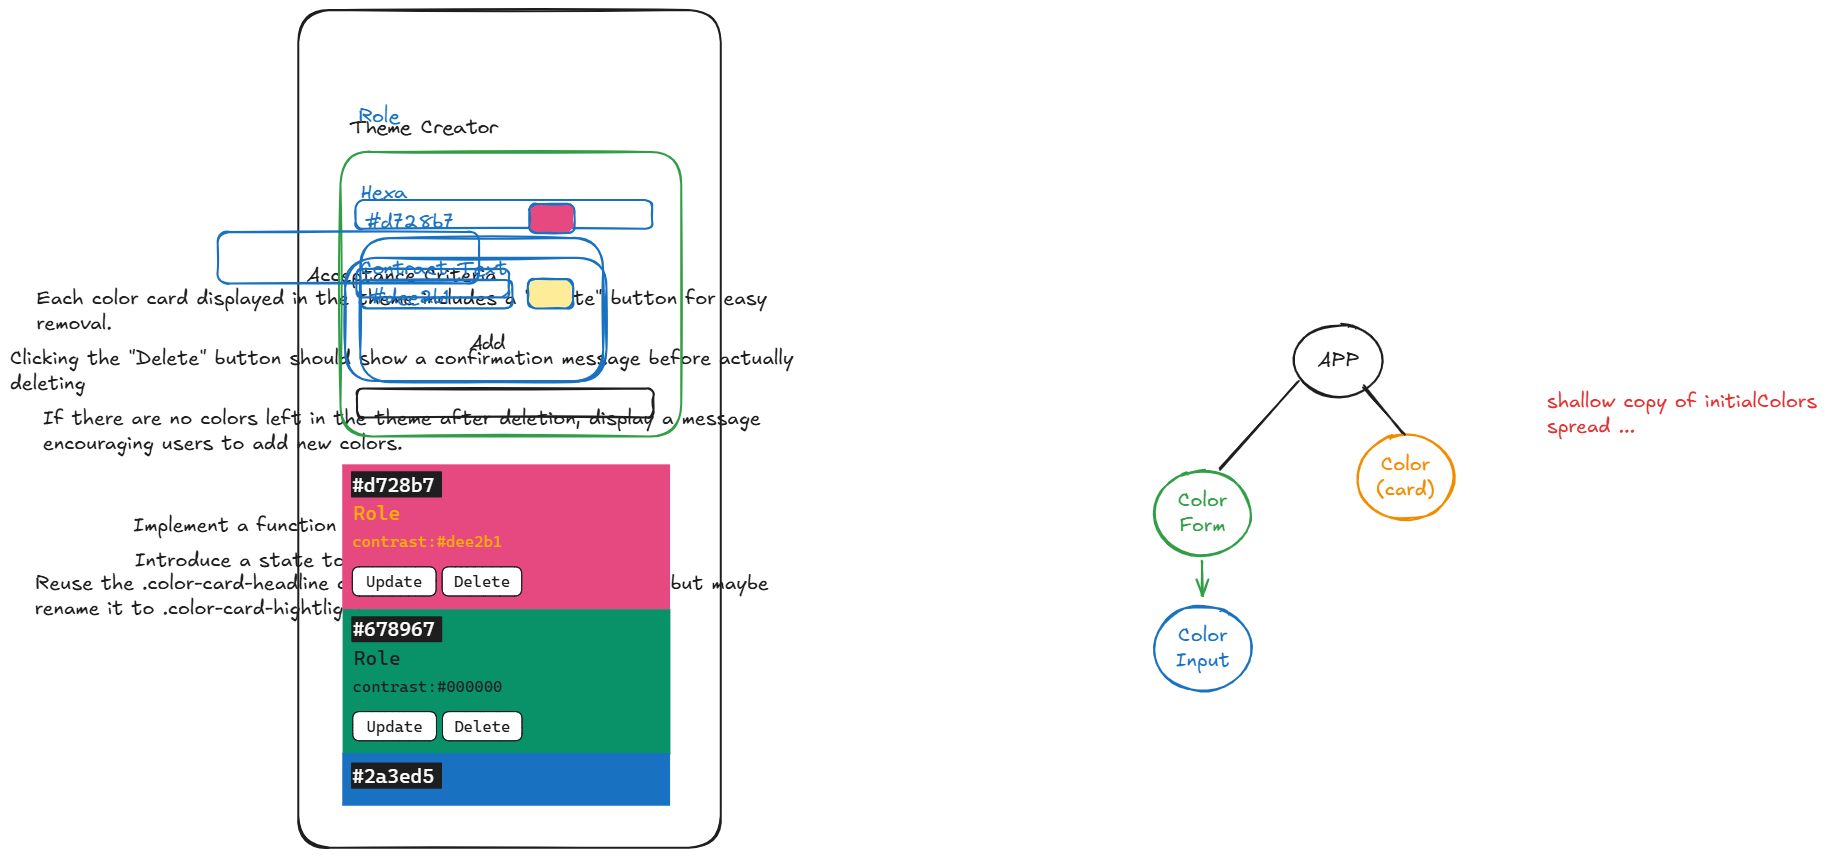 Role
Theme Creator
Hexa
#d728b7
Contrast Text
#dee2b1
Add
Acceptance Criteria
Each color card displayed in the theme includes a "te" button for easy
removal.
Clicking the "Delete" button should show a confirmation message before actually
deleting
If there are no colors left in the theme after deletion, display a message
encouraging users to add new colors.
Implement a function
Introduce a state to
Reuse the .color-card-headline but maybe
rename it to .color-card-hightlig
#d728b7
Role
contrast:#dee2b1
Update Delete
#678967
Role
contrast:#000000
Update Delete
#2a3ed5
APP
Color
(card)
Color
Form
Color
Input
shallow copy of initialColors
spread ...